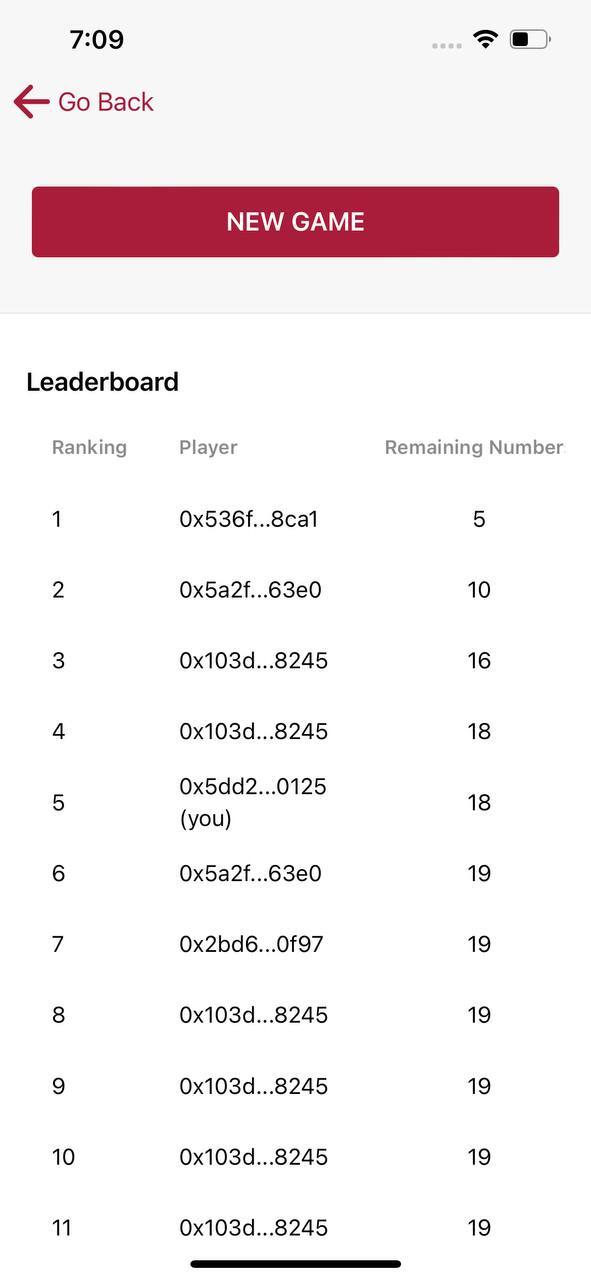 7:09
Go Back
NEW GAME
Leaderboard
Ranking Player Remaining Number
1 0x536f...8ca1 5
2 0x5a2f...63e0 10
3 0x103d...8245 16
4 0x103d...8245 18
5 0x5dd2...0125 (you) 18
6 0x5a2f...63e0 19
7 0x2bd6...0f97 19
8 0x103d...8245 19
9 0x103d...8245 19
10 0x103d...8245 19
11 0x103d...8245 19